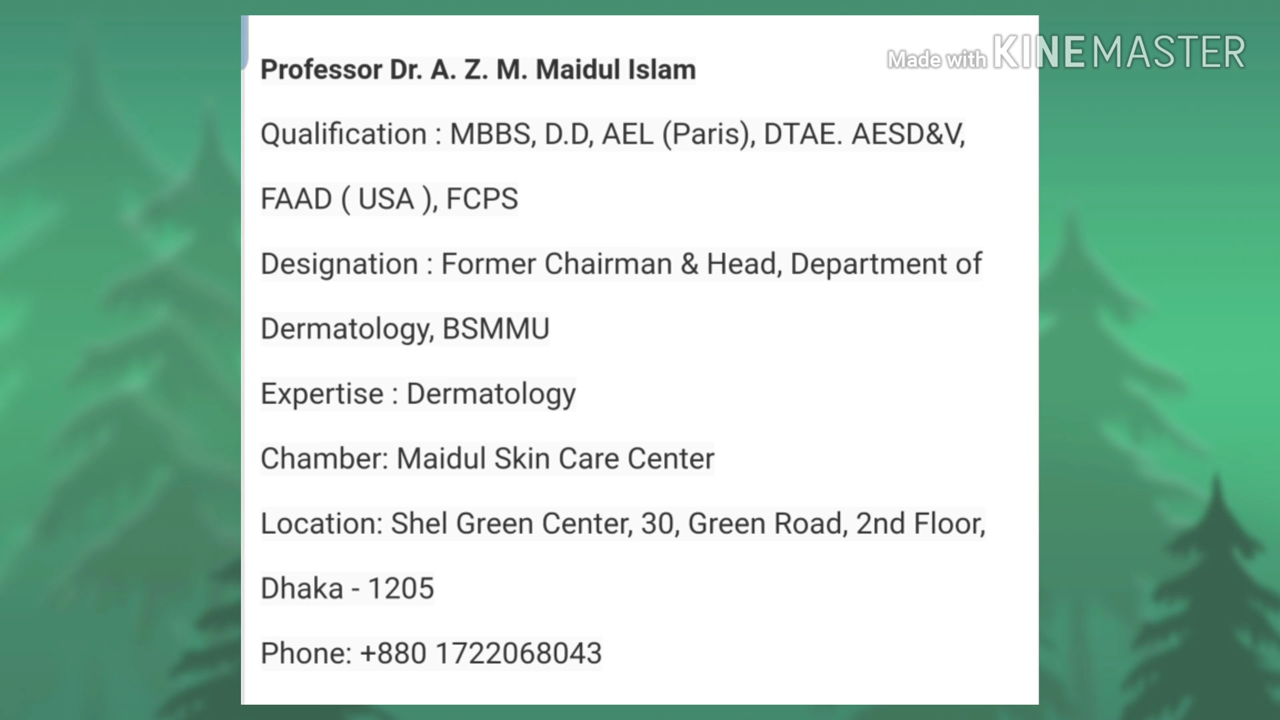 Made with KINEMASTER
Professor Dr. A. Z. M. Maidul Islam
Qualification : MBBS, D.D, AEL (Paris), DTAE. AESD&V,
FAAD ( USA ), FCPS
Designation : Former Chairman & Head, Department of
Dermatology, BSMMU
Expertise : Dermatology
Chamber: Maidul Skin Care Center
Location: Shel Green Center, 30, Green Road, 2nd Floor,
Dhaka - 1205
Phone: +880 1722068043